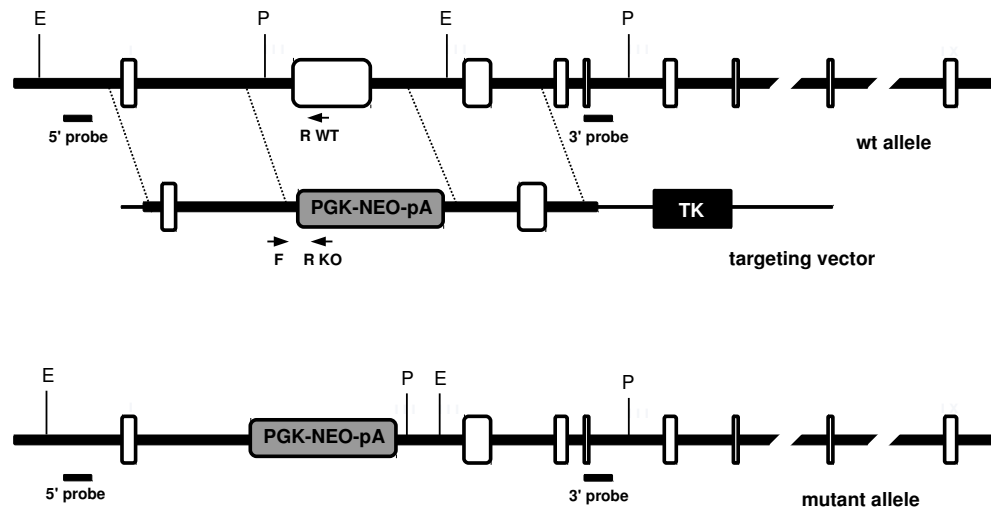 E P E P
5' probe R WT 3' probe
wt allele
PGK-NEO-pA TK
F R KO
targeting vector
E P E P
PGK-NEO-pA
5' probe 3' probe
mutant allele